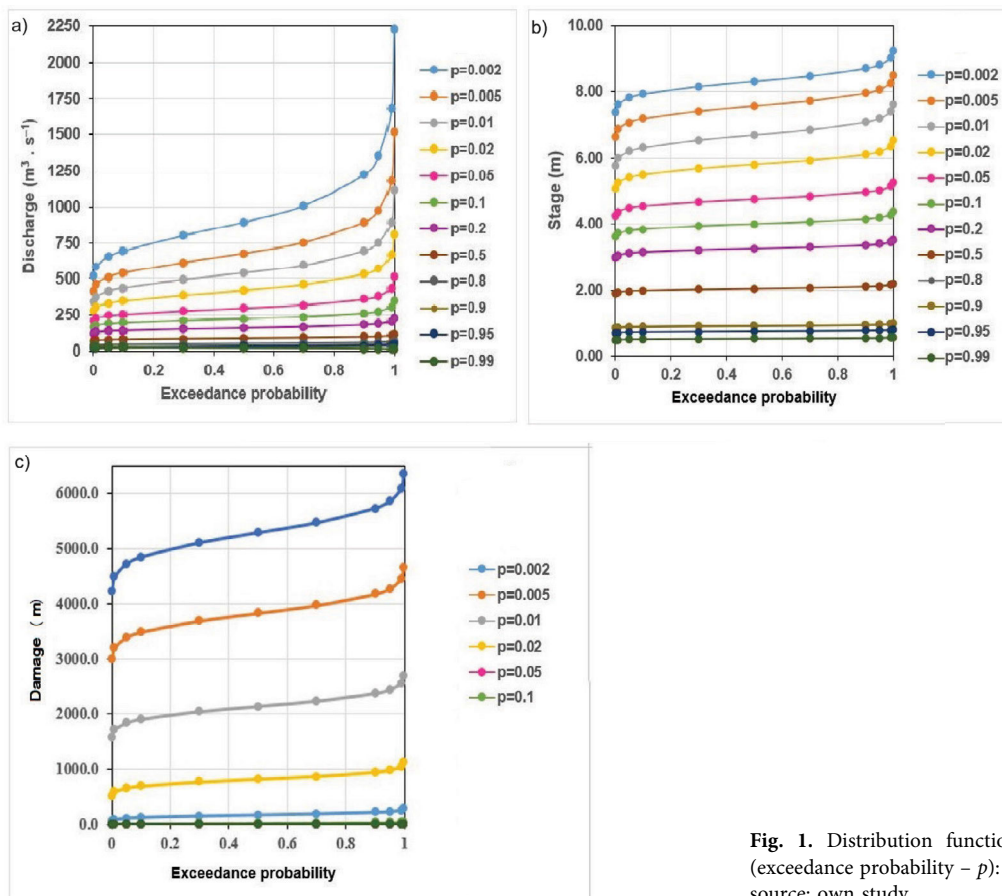 a)
2250
2000
1750
1500
1250
1000
750
500
250
0
Discharge (m³ . s⁻¹)
0 0.2 0.4 0.6 0.8 1
Exceedance probability
p=0.002
p=0.005
p=0.01
p=0.02
p=0.05
p=0.1
p=0.2
p=0.5
p=0.8
p=0.9
p=0.95
p=0.99
b)
10.00
8.00
6.00
4.00
2.00
0.00
Stage (m)
0 0.2 0.4 0.6 0.8 1
Exceedance probability
p=0.002
p=0.005
p=0.01
p=0.02
p=0.05
p=0.1
p=0.2
p=0.5
p=0.8
p=0.9
p=0.95
p=0.99
c)
6000.0
5000.0
4000.0
3000.0
2000.0
1000.0
0.0
Damage ( m)
0 0.2 0.4 0.6 0.8 1
Exceedance probability
p=0.002
p=0.005
p=0.01
p=0.02
p=0.05
p=0.1
Fig. 1. Distribution function
(exceedance probability – p):
source: own study